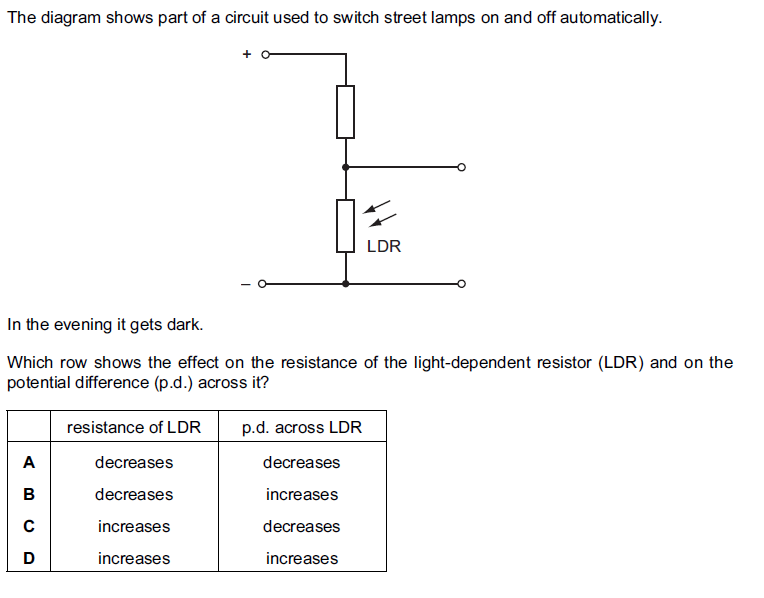 The diagram shows part of a circuit used to switch street lamps on and off automatically.
+
LDR
–
In the evening it gets dark.
Which row shows the effect on the resistance of the light-dependent resistor (LDR) and on the
potential difference (p.d.) across it?
resistance of LDR p.d. across LDR
A decreases decreases
B decreases increases
C increases decreases
D increases increases